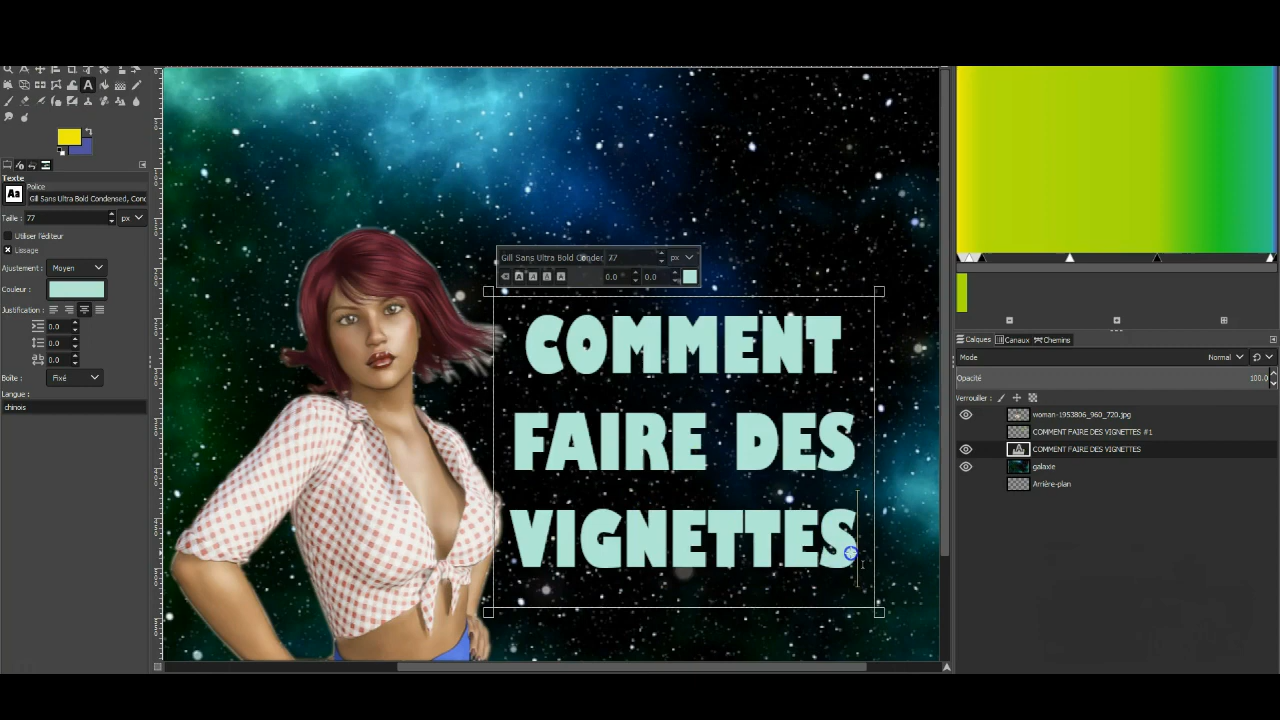 Texte
Police
Aa
Gill Sans Ultra Bold Condensed, Conc
Taille :
77
px
Utiliser l'éditeur
Lissage
Ajustement :
Moyen
Couleur :
Justification :
0.0
0.0
0.0
Boîte :
Fixé
Langue :
chinois
Gill Sans Ultra Bold Conder
77
px
0.0
0.0
COMMENT
FAIRE DES
VIGNETTES
Calques
Canaux
Chemins
Mode
Normal
Opacité
100.0
Verrouiller :
woman-1953806_960_720.jpg
COMMENT FAIRE DES VIGNETTES #1
COMMENT FAIRE DES VIGNETTES
galaxie
Arrière-plan